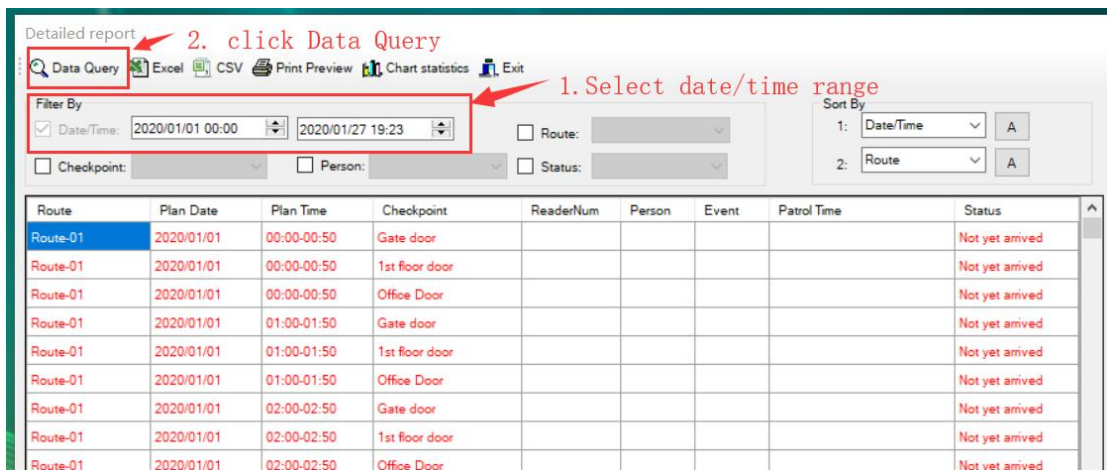 Detailed report
2. click Data Query
Data Query Excel CSV Print Preview Chart statistics Exit
1.Select date/time range
Filter By
Sort By
Date/Time: 2020/01/01 00:00 2020/01/27 19:23 Route:
1: Date/Time A
Checkpoint: Person: Status:
2: Route A
Route Plan Date Plan Time Checkpoint ReaderNum Person Event Patrol Time Status
Route-01 2020/01/01 00:00-00:50 Gate door Not yet arrived
Route-01 2020/01/01 00:00-00:50 1st floor door Not yet arrived
Route-01 2020/01/01 00:00-00:50 Office Door Not yet arrived
Route-01 2020/01/01 01:00-01:50 Gate door Not yet arrived
Route-01 2020/01/01 01:00-01:50 1st floor door Not yet arrived
Route-01 2020/01/01 01:00-01:50 Office Door Not yet arrived
Route-01 2020/01/01 02:00-02:50 Gate door Not yet arrived
Route-01 2020/01/01 02:00-02:50 1st floor door Not yet arrived
Route-01 2020/01/01 02:00-02:50 Office Door Not yet arrived